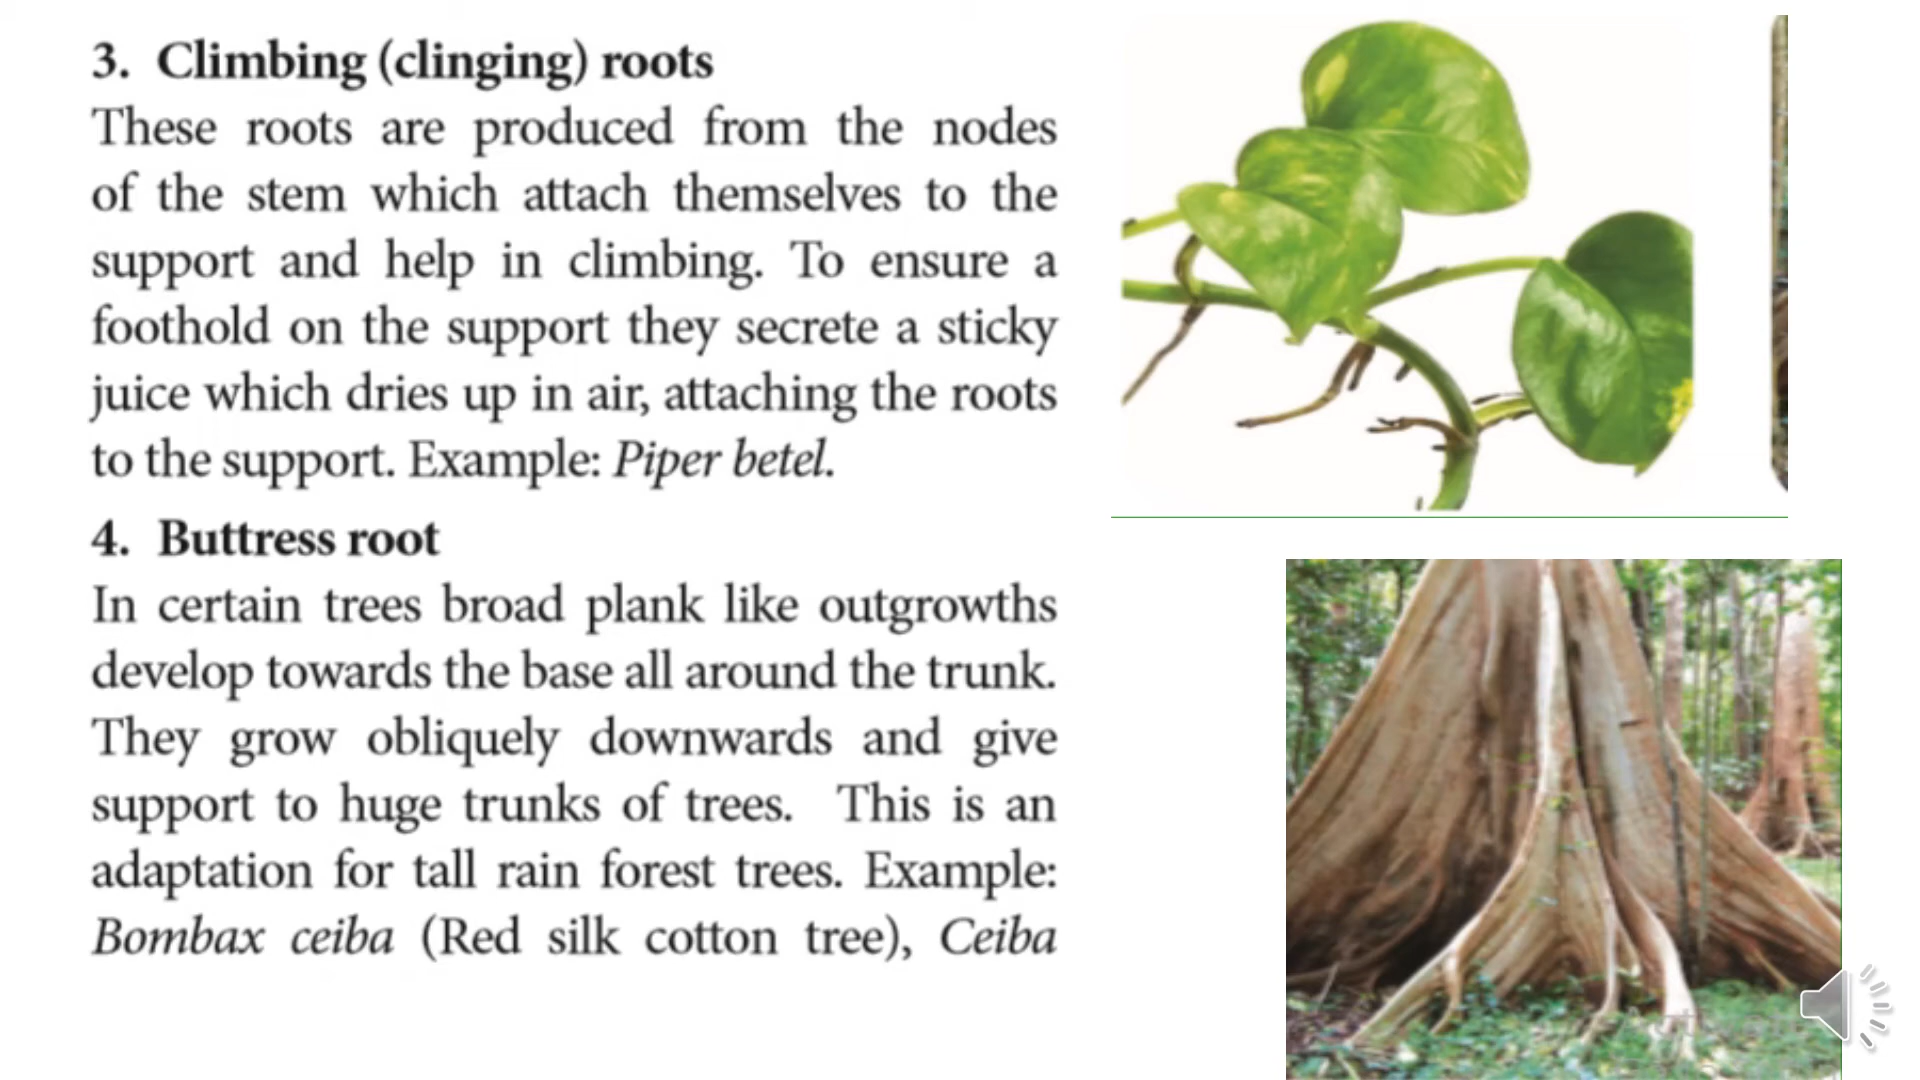 3. Climbing (clinging) roots
These roots are produced from the nodes
of the stem which attach themselves to the
support and help in climbing. To ensure a
foothold on the support they secrete a sticky
juice which dries up in air, attaching the roots
to the support. Example: Piper betel.
4. Buttress root
In certain trees broad plank like outgrowths
develop towards the base all around the trunk.
They grow obliquely downwards and give
support to huge trunks of trees. This is an
adaptation for tall rain forest trees. Example:
Bombax ceiba (Red silk cotton tree), Ceiba